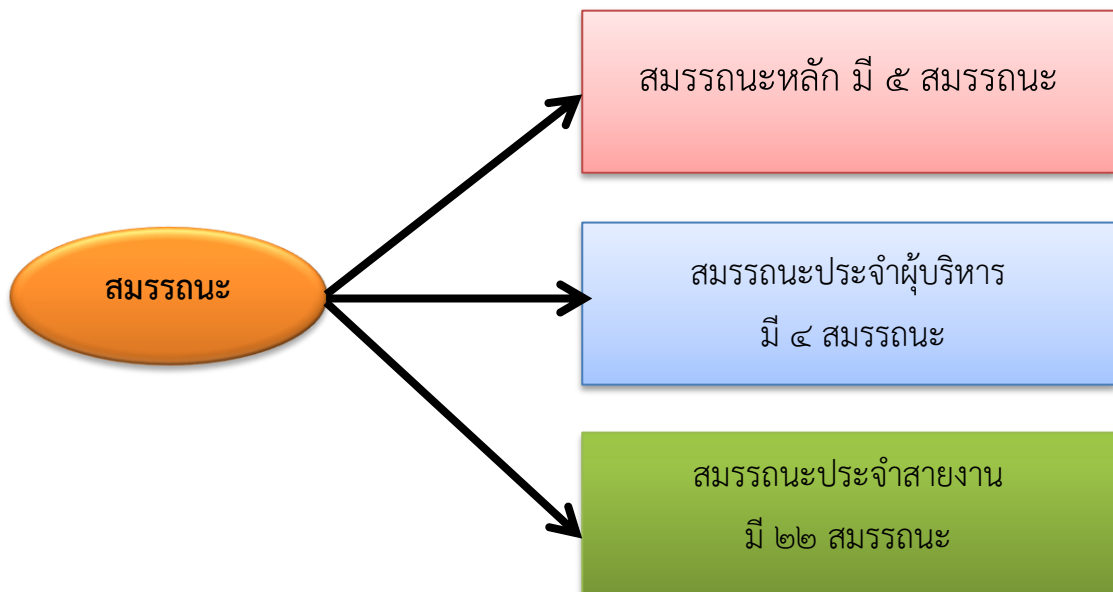 สมรรถนะหลัก มี ๕ สมรรถนะ
สมรรถนะ
สมรรถนะประจำผู้บริหาร
มี ๔ สมรรถนะ
สมรรถนะประจำสายงาน
มี ๒๒ สมรรถนะ